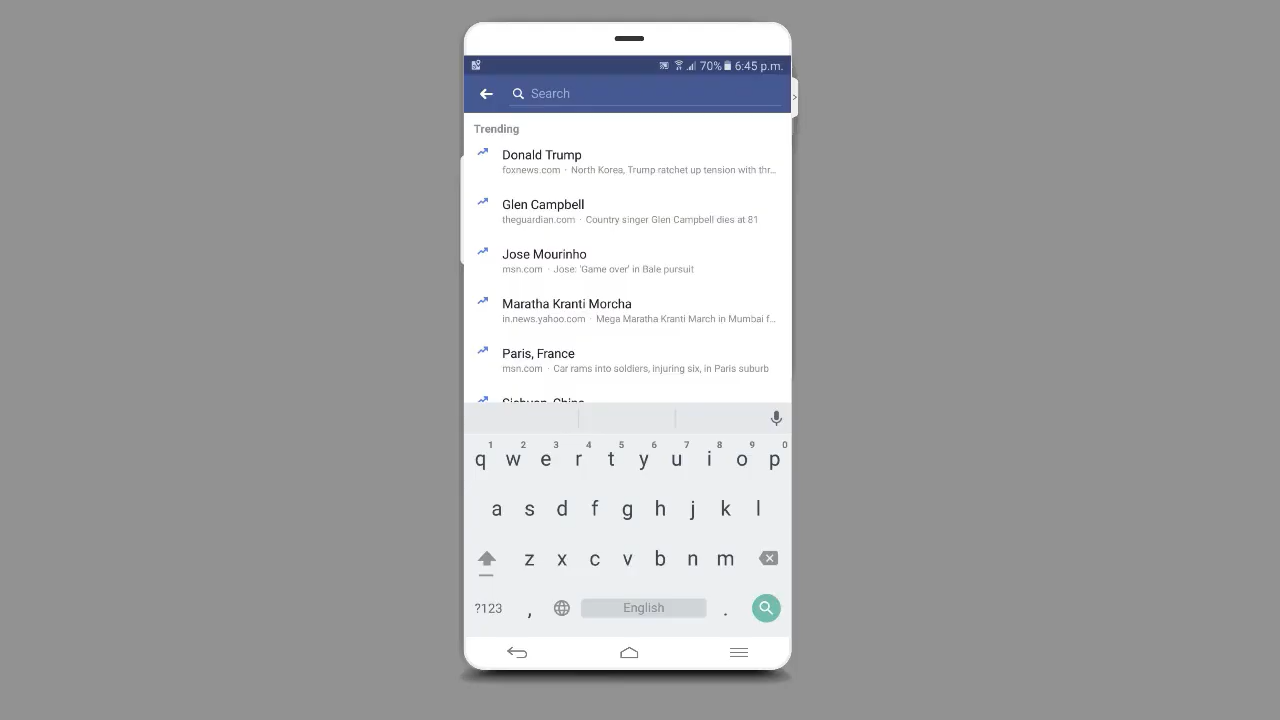 70% 6:45 p.m.
Search
Trending
Donald Trump
foxnews.com · North Korea, Trump ratchet up tension with thr...
Glen Campbell
theguardian.com · Country singer Glen Campbell dies at 81
Jose Mourinho
msn.com · Jose: 'Game over' in Bale pursuit
Maratha Kranti Morcha
in.news.yahoo.com · Mega Maratha Kranti March in Mumbai f...
Paris, France
msn.com · Car rams into soldiers, injuring six, in Paris suburb
Sichuan, China
1 2 3 4 5 6 7 8 9 0
q w e r t y u i o p
a s d f g h j k l
z x c v b n m
?123 , English .